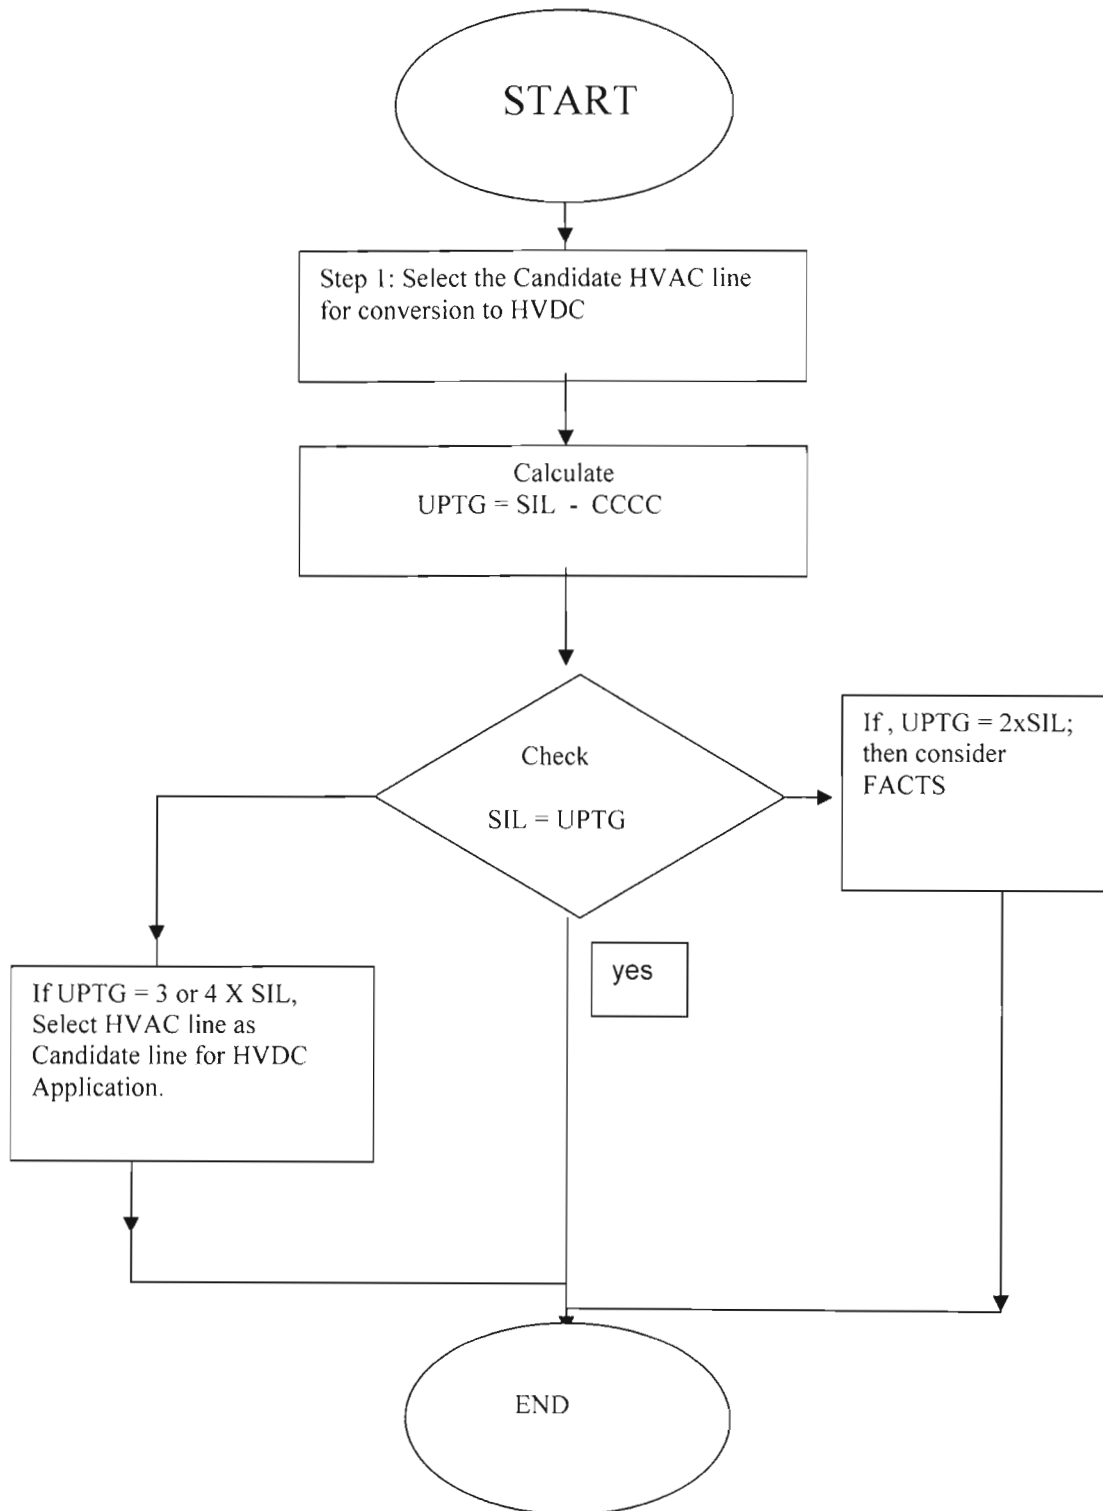 START
Step 1: Select the Candidate HVAC line
for conversion to HVDC
Calculate
UPTG = SIL - CCCC
Check
SIL = UPTG
If , UPTG = 2xSIL;
then consider
FACTS
yes
If UPTG = 3 or 4 X SIL,
Select HVAC line as
Candidate line for HVDC
Application.
END